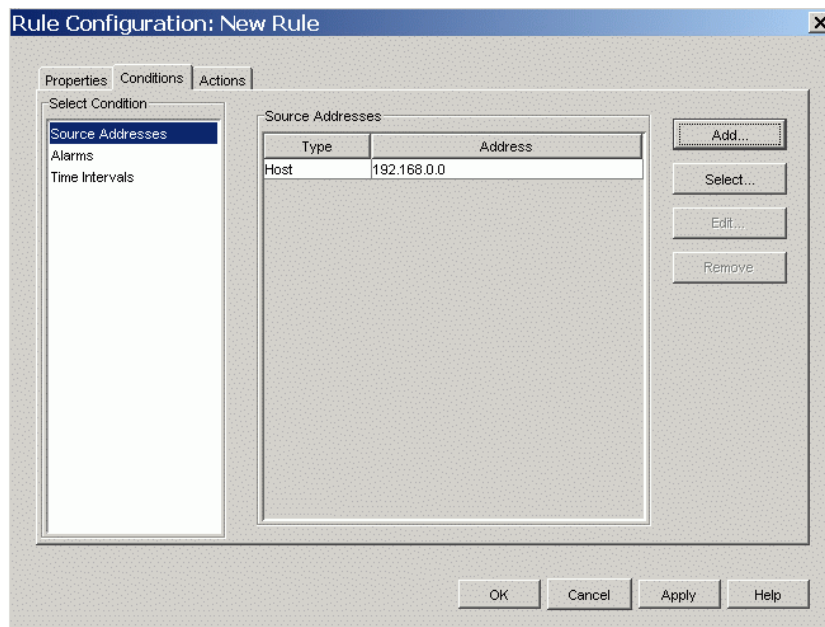 Rule Configuration: New Rule
Properties Conditions Actions
Select Condition
Source Addresses
Alarms
Time Intervals
Source Addresses
Type Address
Host 192.168.0.0
Add...
Select...
Edit...
Remove
OK Cancel Apply Help